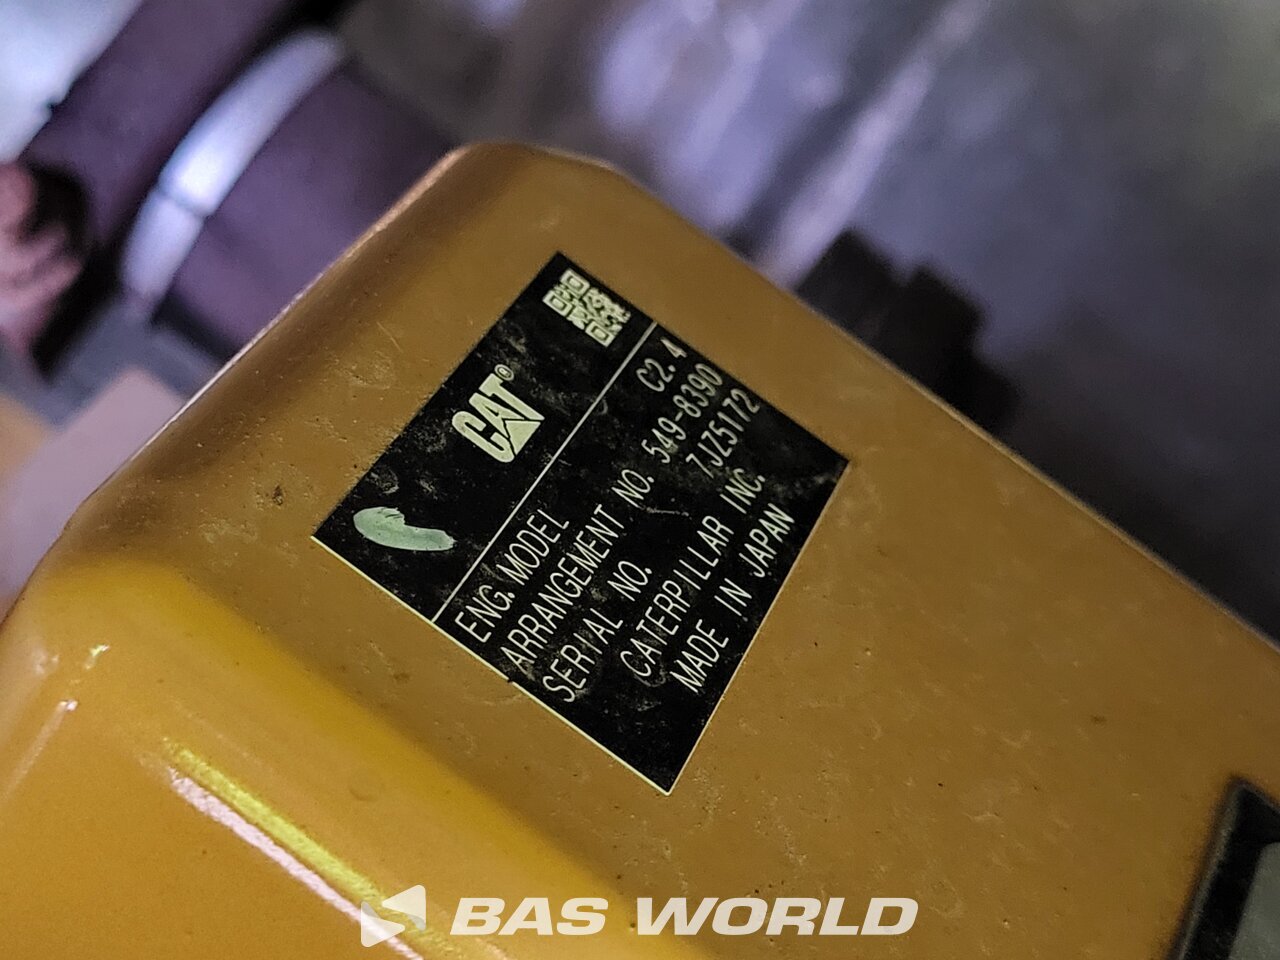 CAT®
ENG. MODEL C2.4
ARRANGEMENT NO. 549-8390
SERIAL NO. 7JZ5172
CATERPILLAR INC.
MADE IN JAPAN
BAS WORLD